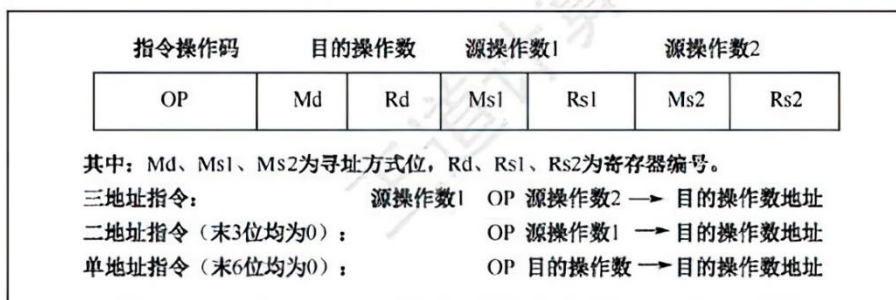 指令操作码 目的操作数 源操作数1 源操作数2
OP Md Rd Ms1 Rs1 Ms2 Rs2
其中：Md、Ms1、Ms2为寻址方式位，Rd、Rs1、Rs2为寄存器编号。
三地址指令： 源操作数1 OP 源操作数2 → 目的操作数地址
二地址指令（末3位均为0）： OP 源操作数1 → 目的操作数地址
单地址指令（末6位均为0）： OP 目的操作数 → 目的操作数地址